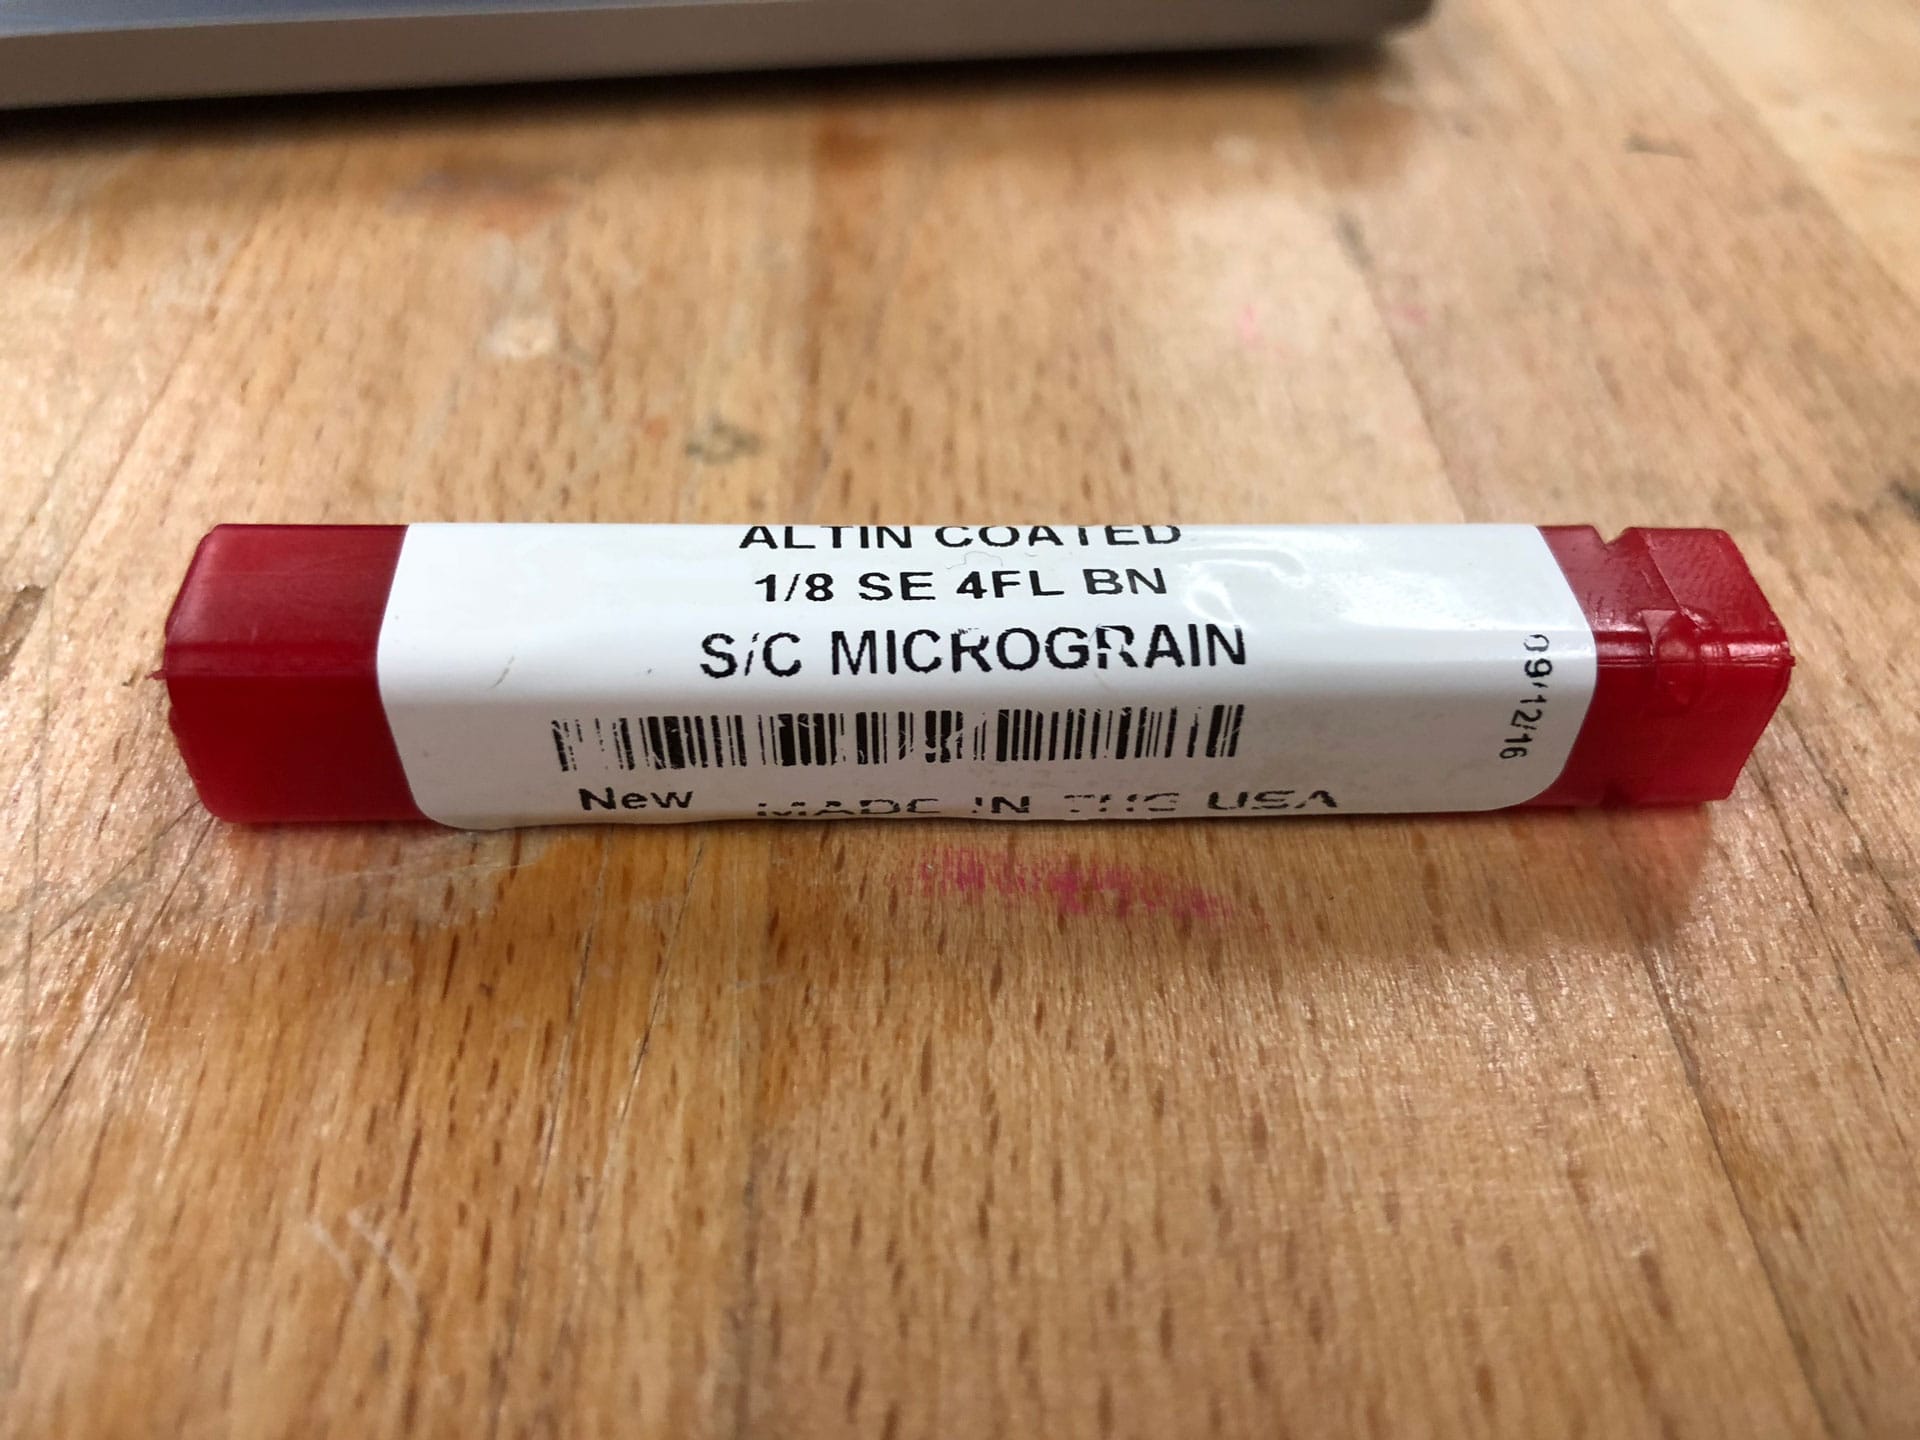 ALTIN COATED
1/8 SE 4FL BN
S/C MICROGRAIN
New MADE IN THE USA
09/12/16